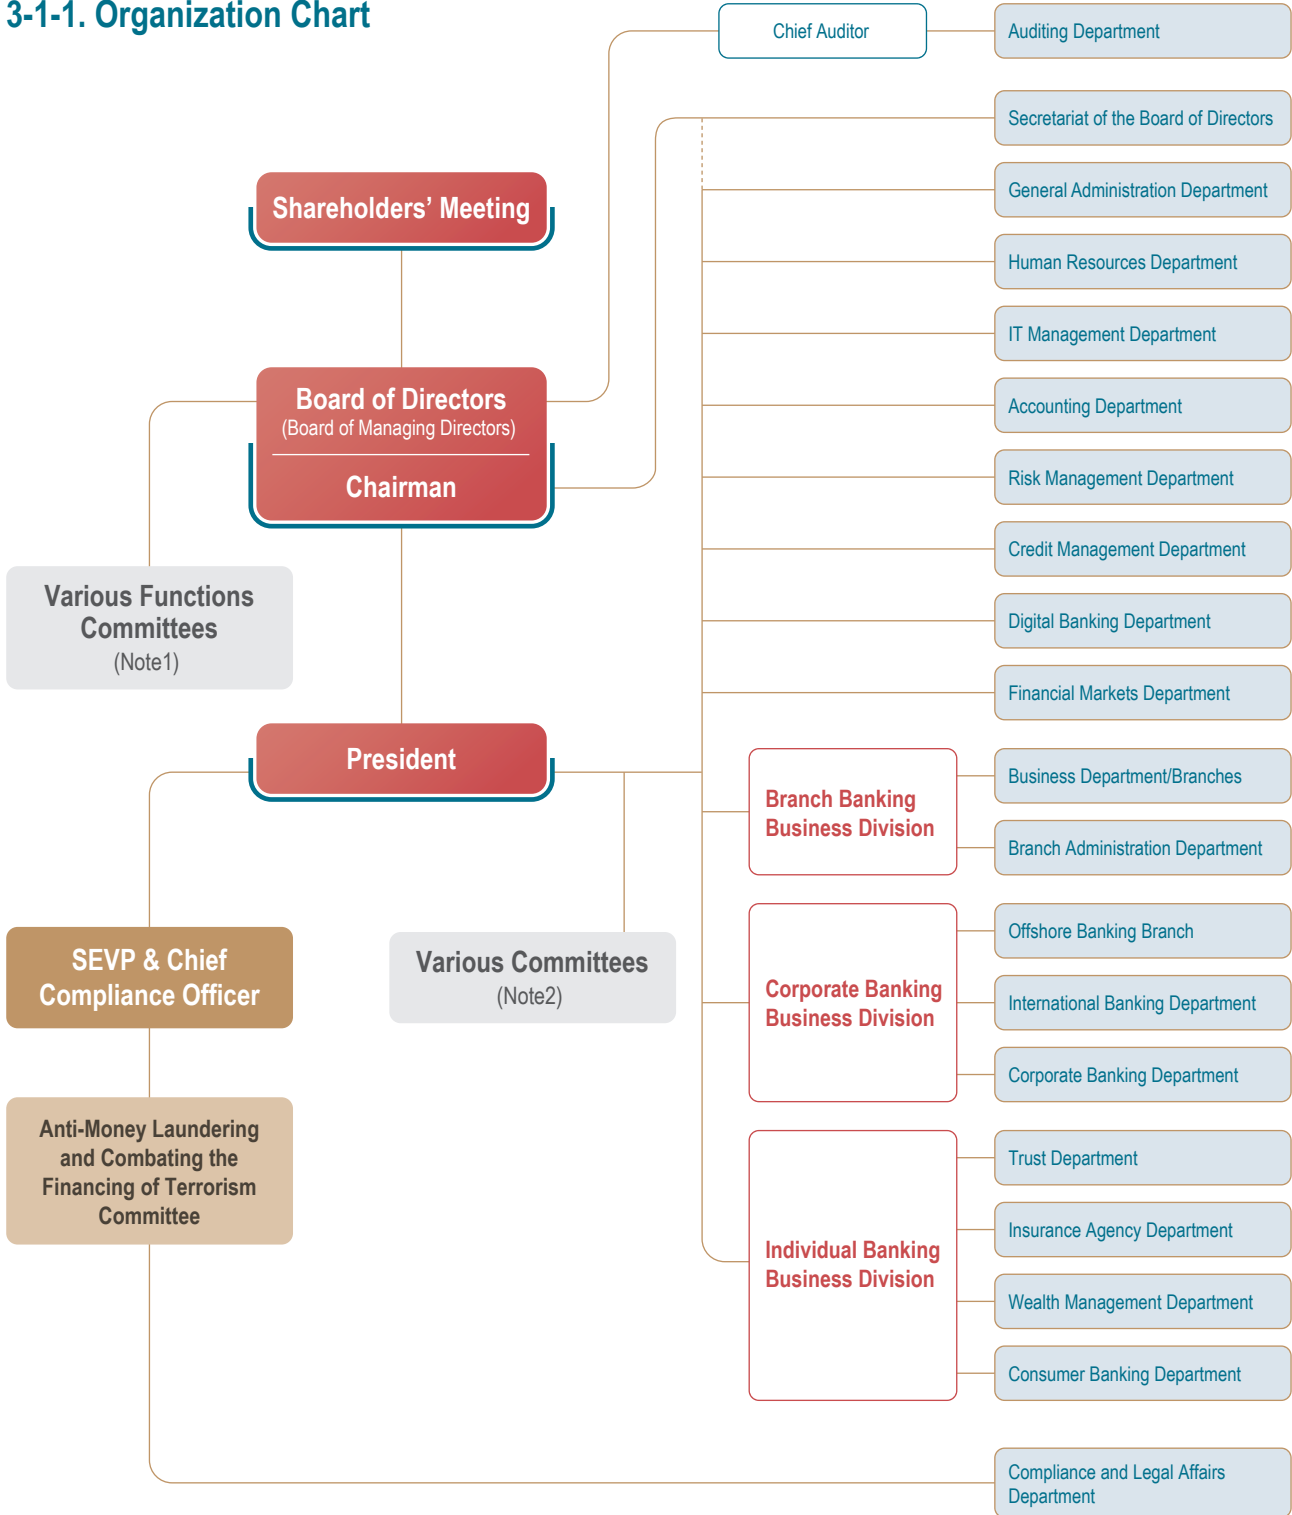 3-1-1. Organization Chart
Chief Auditor
Auditing Department
Secretariat of the Board of Directors
General Administration Department
Human Resources Department
IT Management Department
Accounting Department
Risk Management Department
Credit Management Department
Digital Banking Department
Financial Markets Department
Shareholders’ Meeting
Board of Directors
(Board of Managing Directors)
Chairman
Various Functions
Committees
(Note1)
President
Branch Banking
Business Division
Business Department/Branches
Branch Administration Department
SEVP & Chief
Compliance Officer
Various Committees
(Note2)
Corporate Banking
Business Division
Offshore Banking Branch
International Banking Department
Corporate Banking Department
Anti-Money Laundering
and Combating the
Financing of Terrorism
Committee
Individual Banking
Business Division
Trust Department
Insurance Agency Department
Wealth Management Department
Consumer Banking Department
Compliance and Legal Affairs
Department